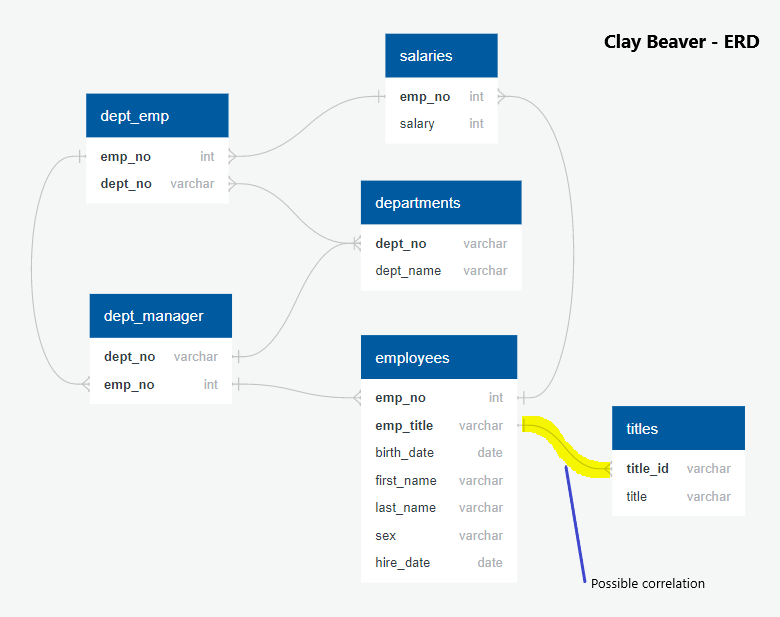 Clay Beaver - ERD
salaries
emp_no int
salary int
dept_emp
emp_no int
dept_no varchar
departments
dept_no varchar
dept_name varchar
dept_manager
dept_no varchar
emp_no int
employees
emp_no int
emp_title varchar
birth_date date
first_name varchar
last_name varchar
sex varchar
hire_date date
titles
title_id varchar
title varchar
Possible correlation